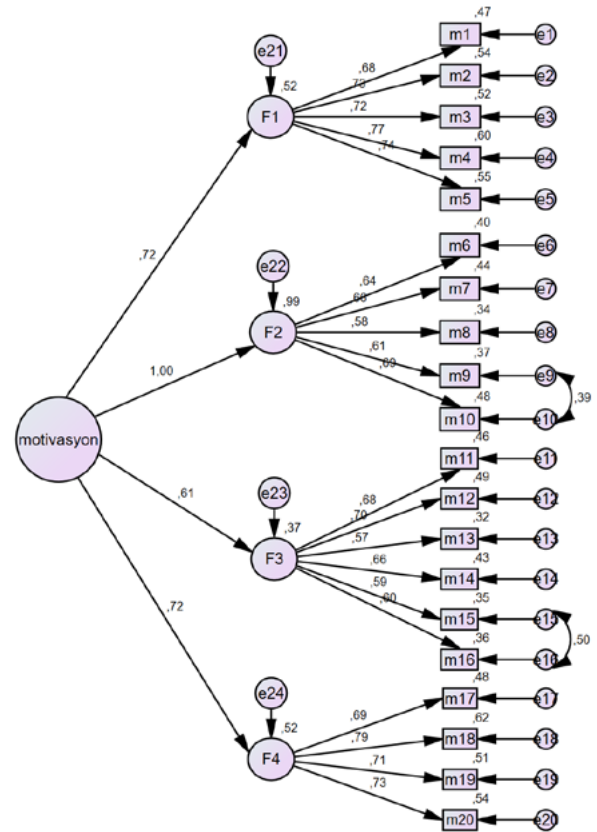 ,47
m1
e1
e21
,68
,54
m2
e2
,52
,73
,52
F1
,72
m3
e3
,77
,60
m4
e4
,74
,55
m5
e5
,40
m6
e6
,72
e22
,64
,44
,66
m7
e7
,99
,34
F2
,58
m8
e8
1,00
,61
,37
m9
e9
,69
,39
,48
m10
e10
motivasyon
,46
m11
e11
,61
e23
,68
,49
,70
m12
e12
,37
,32
F3
,57
m13
e13
,66
,43
m14
e14
,59
,35
,60
m15
e15
,50
,36
m16
e16
,72
,48
e24
,69
m17
e17
,52
,79
,62
m18
e18
F4
,71
,51
m19
e19
,73
,54
m20
e20